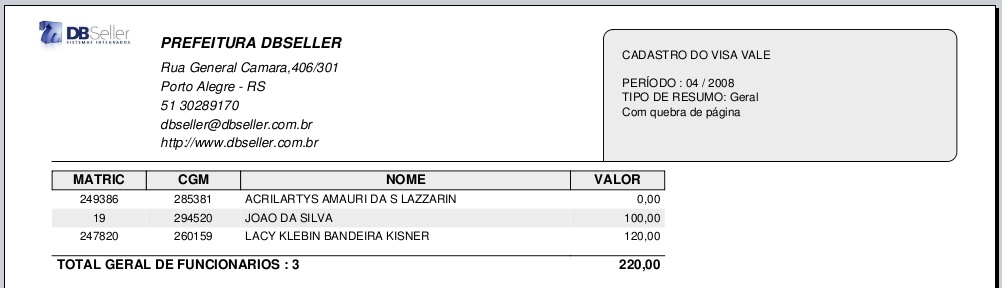 DBSeller
SISTEMAS INTEGRADOS
PREFEITURA DBSELLER
Rua General Camara,406/301
Porto Alegre - RS
51 30289170
dbseller@dbseller.com.br
http://www.dbseller.com.br
CADASTRO DO VISA VALE
PERÍODO : 04 / 2008
TIPO DE RESUMO: Geral
Com quebra de página
MATRIC CGM NOME VALOR
249386 285381 ACRILARTYS AMAURI DA S LAZZARIN 0,00
19 294520 JOAO DA SILVA 100,00
247820 260159 LACY KLEBIN BANDEIRA KISNER 120,00
TOTAL GERAL DE FUNCIONARIOS : 3 220,00